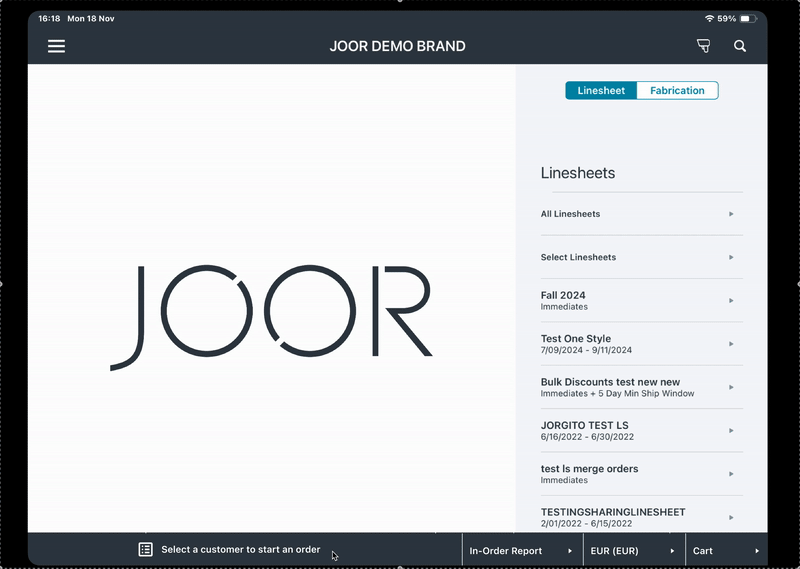 16:18 Mon 18 Nov
59%
JOOR DEMO BRAND
Linesheet Fabrication
Linesheets
All Linesheets
Select Linesheets
Fall 2024
Immediates
Test One Style
7/09/2024 - 9/11/2024
Bulk Discounts test new new
Immediates + 5 Day Min Ship Window
JORGITO TEST LS
6/16/2022 - 6/30/2022
test ls merge orders
Immediates
TESTINGSHARINGLINESHEET
2/01/2022 - 6/15/2022
JOOR
Select a customer to start an order
In-Order Report
EUR (EUR)
Cart